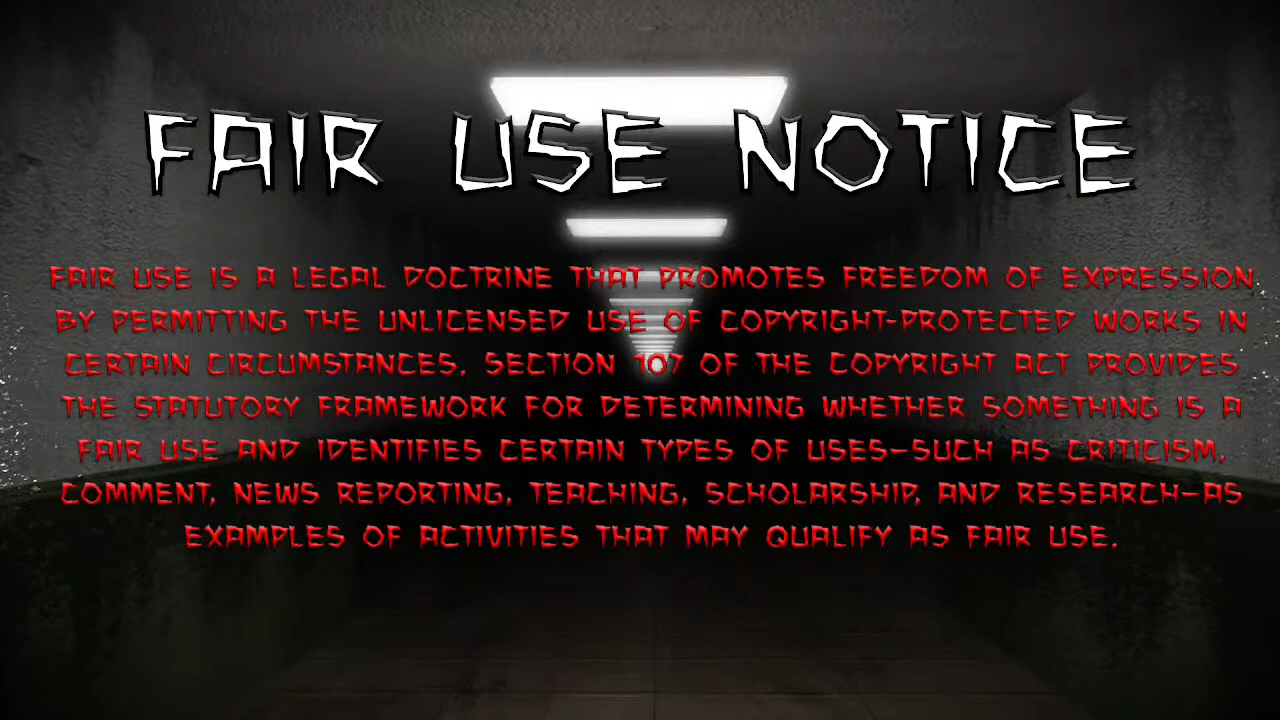 FAIR USE NOTICE
FAIR USE IS A LEGAL DOCTRINE THAT PROMOTES FREEDOM OF EXPRESSION
BY PERMITTING THE UNLICENSED USE OF COPYRIGHT-PROTECTED WORKS IN
CERTAIN CIRCUMSTANCES. SECTION 107 OF THE COPYRIGHT ACT PROVIDES
THE STATUTORY FRAMEWORK FOR DETERMINING WHETHER SOMETHING IS A
FAIR USE AND IDENTIFIES CERTAIN TYPES OF USES—SUCH AS CRITICISM,
COMMENT, NEWS REPORTING, TEACHING, SCHOLARSHIP, AND RESEARCH—AS
EXAMPLES OF ACTIVITIES THAT MAY QUALIFY AS FAIR USE.